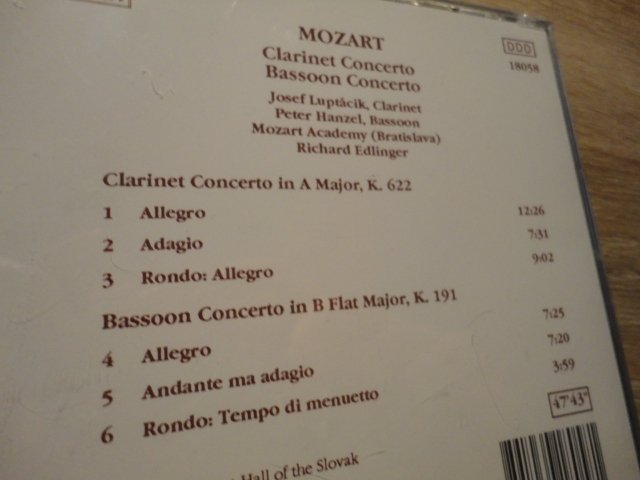 MOZART
DDD
Clarinet Concerto
18058
Bassoon Concerto
Josef Luptácik, Clarinet
Peter Hanzel, Bassoon
Mozart Academy (Bratislava)
Richard Edlinger
Clarinet Concerto in A Major, K. 622
1 Allegro 12:26
2 Adagio 7:31
3 Rondo: Allegro 9:02
Bassoon Concerto in B Flat Major, K. 191
4 Allegro 7:25
5 Andante ma adagio 7:20
6 Rondo: Tempo di menuetto 3:59
47'43"
Hall of the Slovak